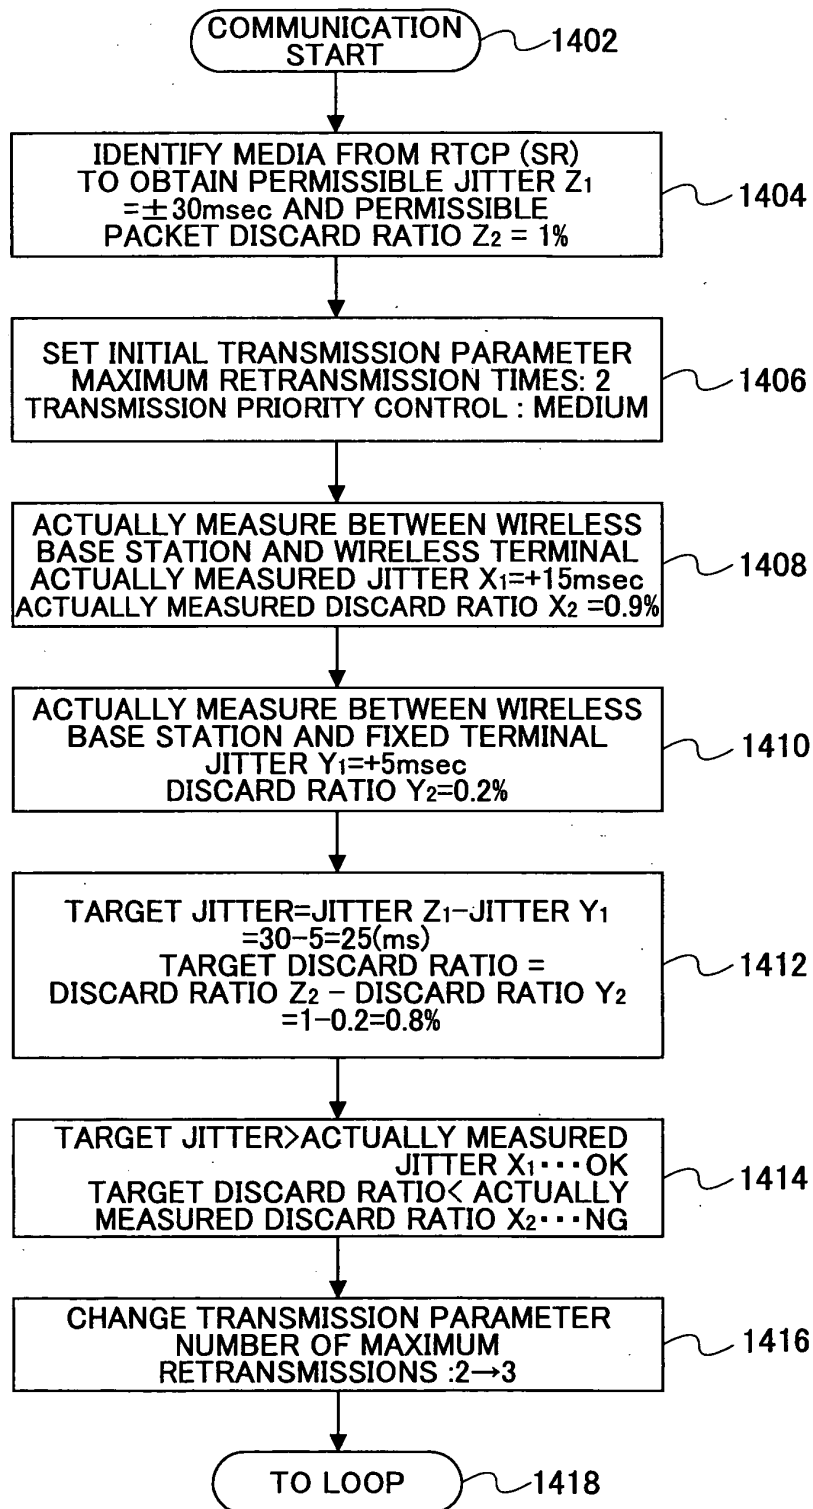 COMMUNICATION
START
1402
IDENTIFY MEDIA FROM RTCP (SR)
TO OBTAIN PERMISSIBLE JITTER Z1
=±30msec AND PERMISSIBLE
PACKET DISCARD RATIO Z2 = 1%
1404
SET INITIAL TRANSMISSION PARAMETER
MAXIMUM RETRANSMISSION TIMES: 2
TRANSMISSION PRIORITY CONTROL : MEDIUM
1406
ACTUALLY MEASURE BETWEEN WIRELESS
BASE STATION AND WIRELESS TERMINAL
ACTUALLY MEASURED JITTER X1=+15msec
ACTUALLY MEASURED DISCARD RATIO X2 =0.9%
1408
ACTUALLY MEASURE BETWEEN WIRELESS
BASE STATION AND FIXED TERMINAL
JITTER Y1=+5msec
DISCARD RATIO Y2=0.2%
1410
TARGET JITTER=JITTER Z1-JITTER Y1
=30-5=25(ms)
TARGET DISCARD RATIO =
DISCARD RATIO Z2 - DISCARD RATIO Y2
=1-0.2=0.8%
1412
TARGET JITTER>ACTUALLY MEASURED
JITTER X1･･･OK
TARGET DISCARD RATIO< ACTUALLY
MEASURED DISCARD RATIO X2･･･NG
1414
CHANGE TRANSMISSION PARAMETER
NUMBER OF MAXIMUM
RETRANSMISSIONS :2→3
1416
TO LOOP
1418